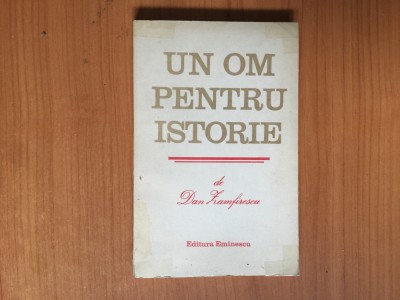 UN OM
PENTRU
ISTORIE
de
Dan Zamfirescu
Editura Eminescu